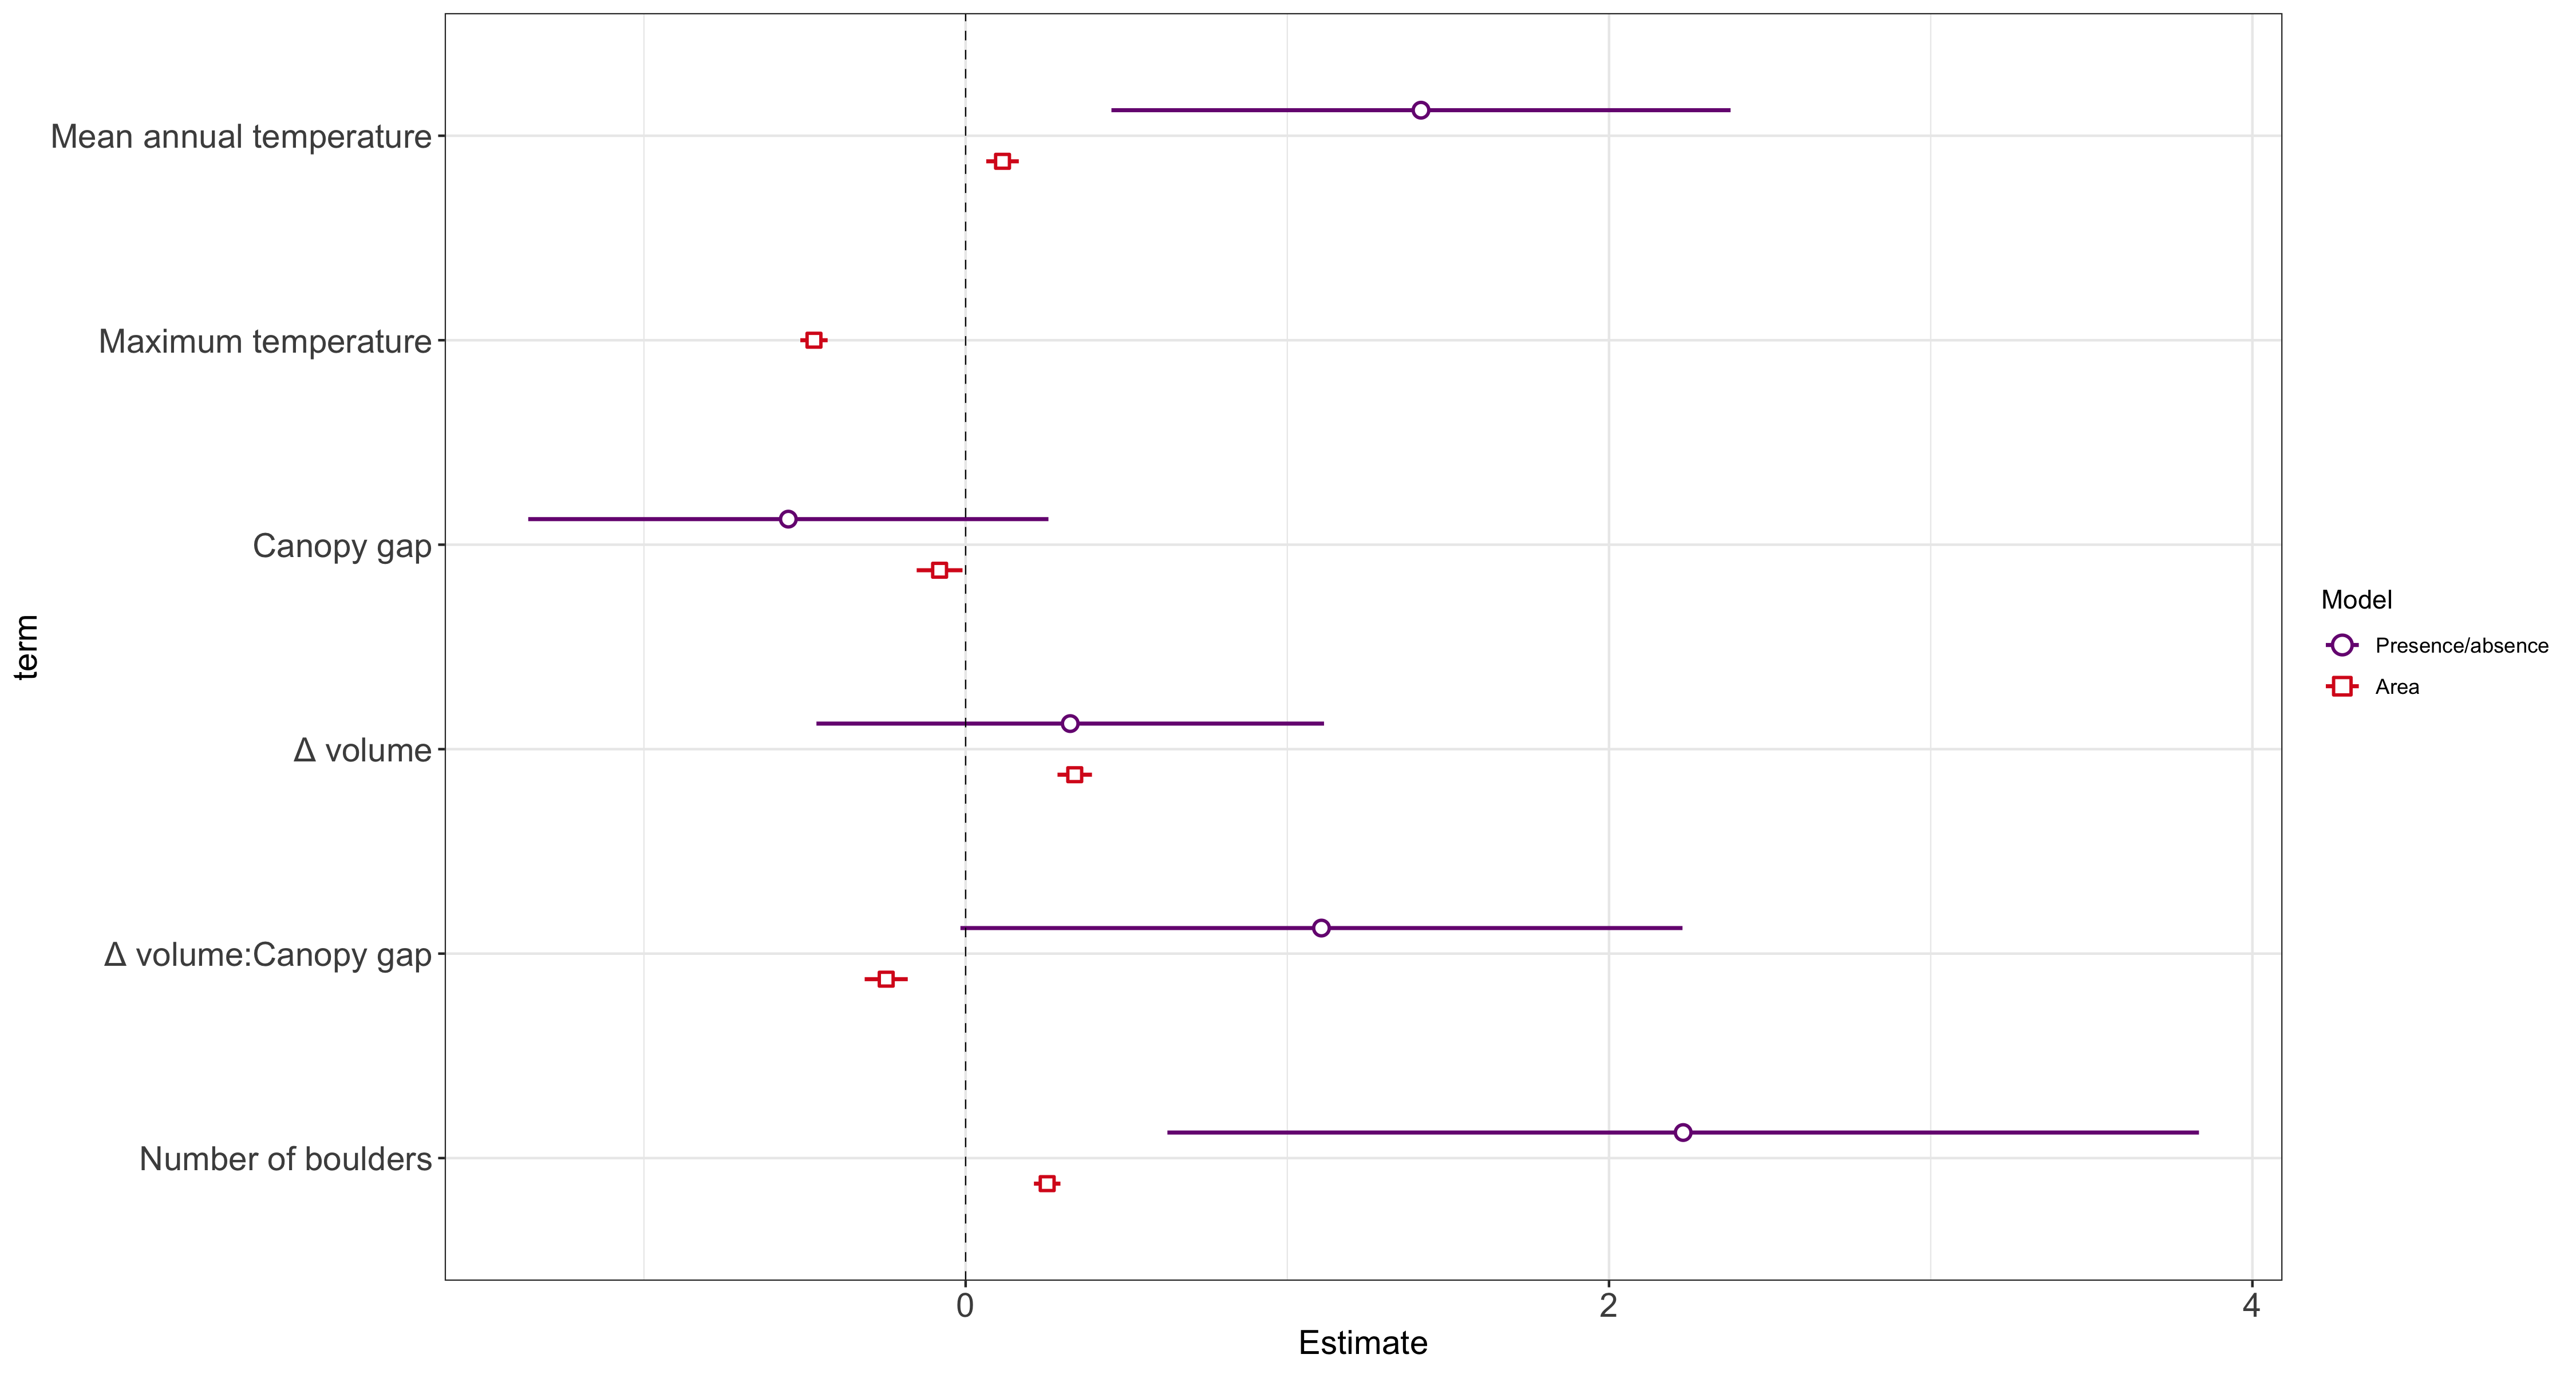 Mean annual temperature
Maximum temperature
Canopy gap
Δ volume
Δ volume:Canopy gap
Number of boulders
term
0
2
4
Estimate
Model
Presence/absence
Area